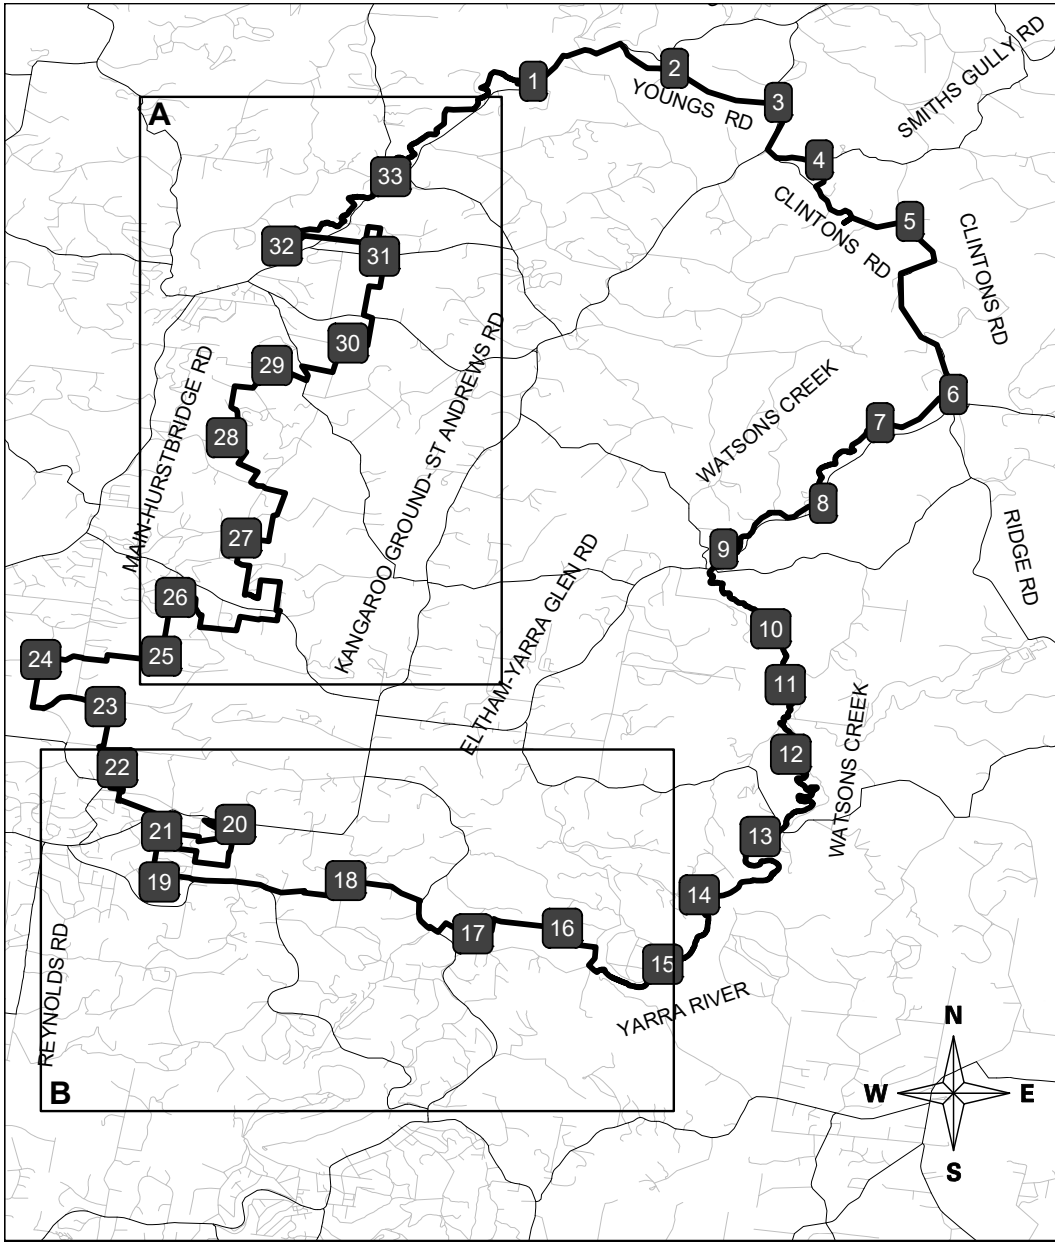 1
2
YOUNGS RD
3
SMITHS GULLY RD
A
4
33
CLINTONS RD
5
CLINTONS RD
32
31
30
29
MAIN-HURSTBRIDGE RD
KANGAROO GROUND- ST ANDREWS RD
6
7
WATSONS CREEK
28
8
27
9
RIDGE RD
ELTHAM-YARRA GLEN RD
26
10
25
24
11
23
WATSONS CREEK
12
22
20
21
13
19
18
14
17
16
15
REYNOLDS RD
YARRA RIVER
B
N
W
E
S